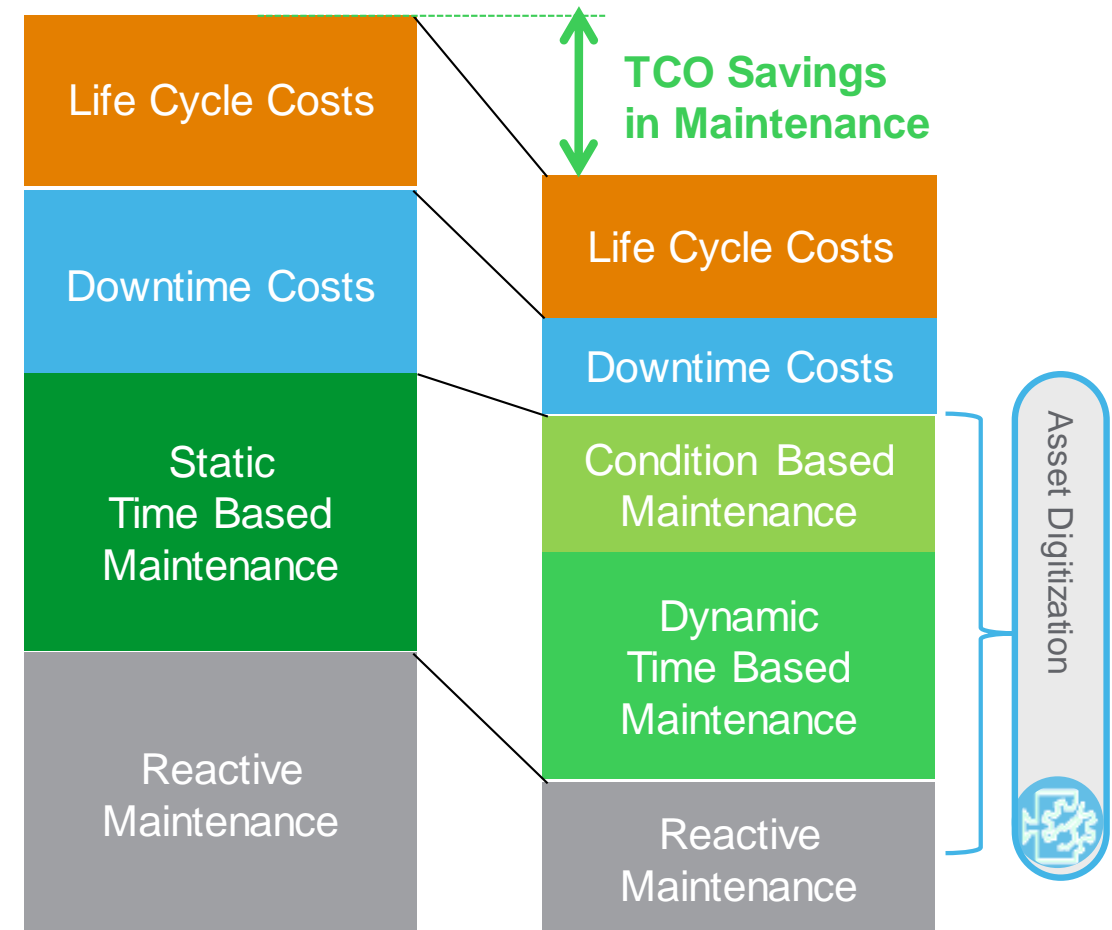 Life Cycle Costs
Downtime Costs
Static
Time Based
Maintenance
Reactive
Maintenance
TCO Savings
in Maintenance
Life Cycle Costs
Downtime Costs
Condition Based
Maintenance
Dynamic
Time Based
Maintenance
Reactive
Maintenance
Asset Digitization